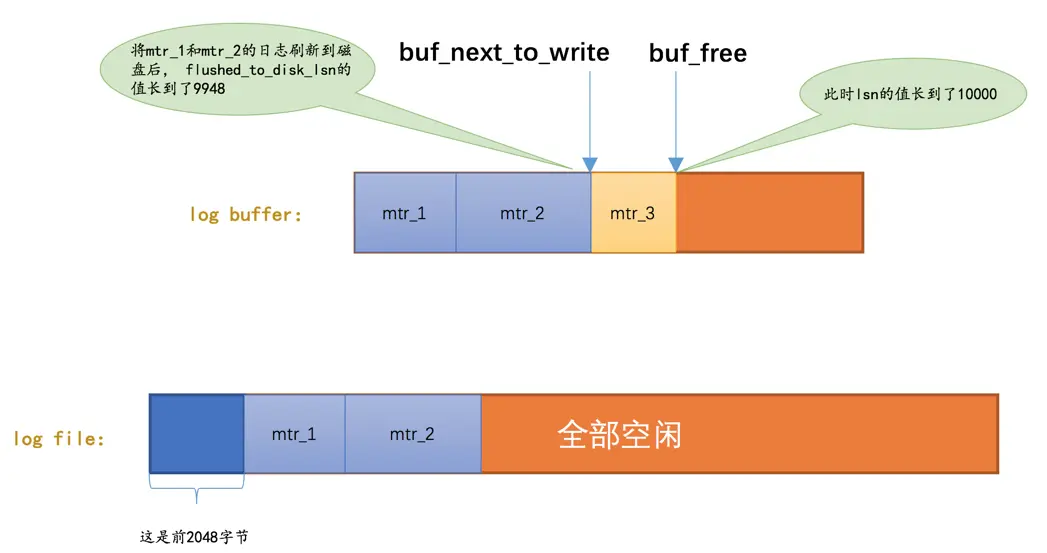 将mtr_1和mtr_2的日志刷新到磁
盘后， flushed_to_disk_lsn的
值长到了9948
buf_next_to_write
buf_free
此时lsn的值长到了10000
log buffer:
mtr_1
mtr_2
mtr_3
log file:
mtr_1
mtr_2
全部空闲
这是前2048字节